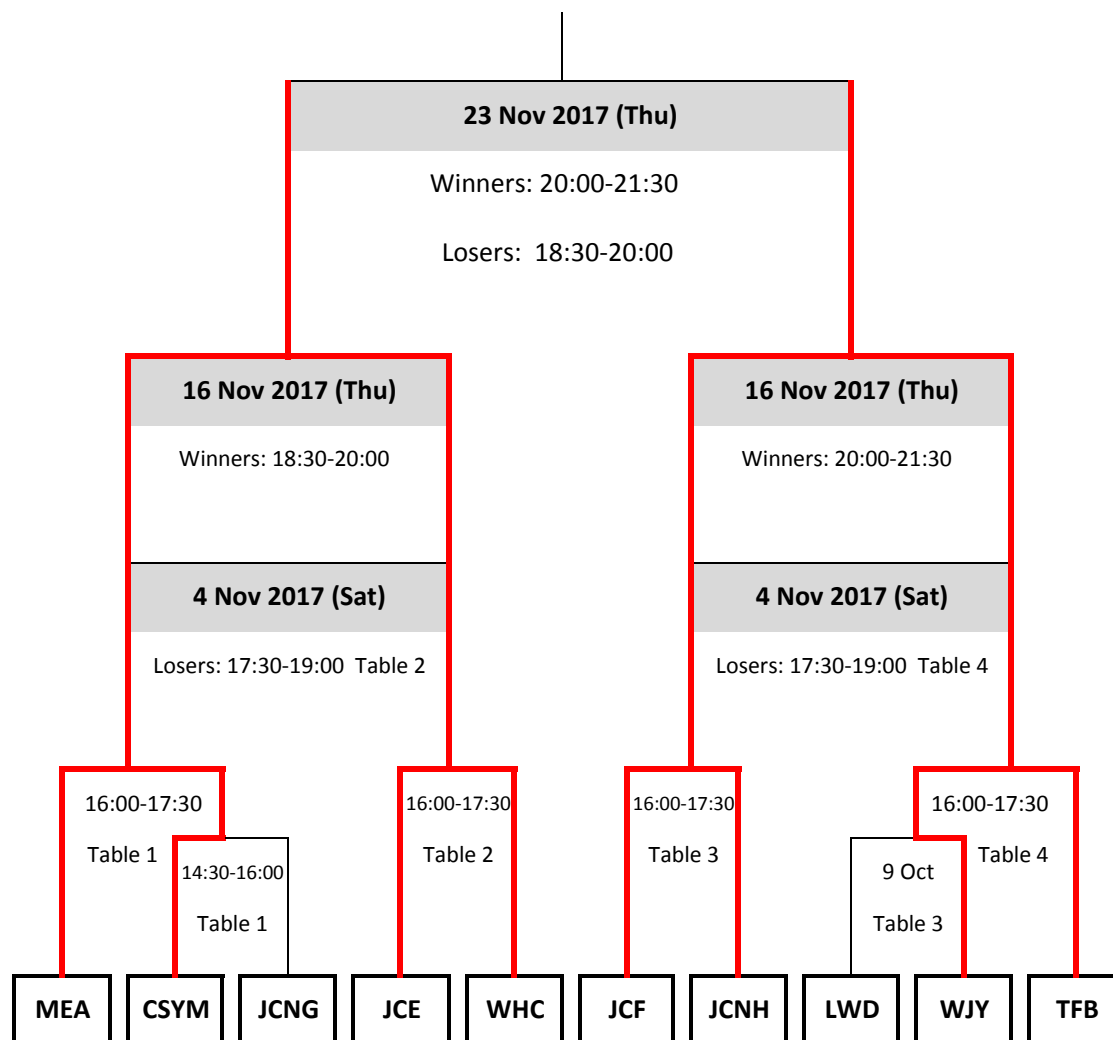 23 Nov 2017 (Thu)
Winners: 20:00-21:30
Losers: 18:30-20:00
16 Nov 2017 (Thu)
16 Nov 2017 (Thu)
Winners: 18:30-20:00
Winners: 20:00-21:30
4 Nov 2017 (Sat)
4 Nov 2017 (Sat)
Losers: 17:30-19:00 Table 2
Losers: 17:30-19:00 Table 4
16:00-17:30
16:00-17:30
16:00-17:30
16:00-17:30
Table 1
Table 2
Table 3
Table 4
14:30-16:00
9 Oct
Table 1
Table 3
MEA
CSYM
JCNG
JCE
WHC
JCF
JCNH
LWD
WJY
TFB